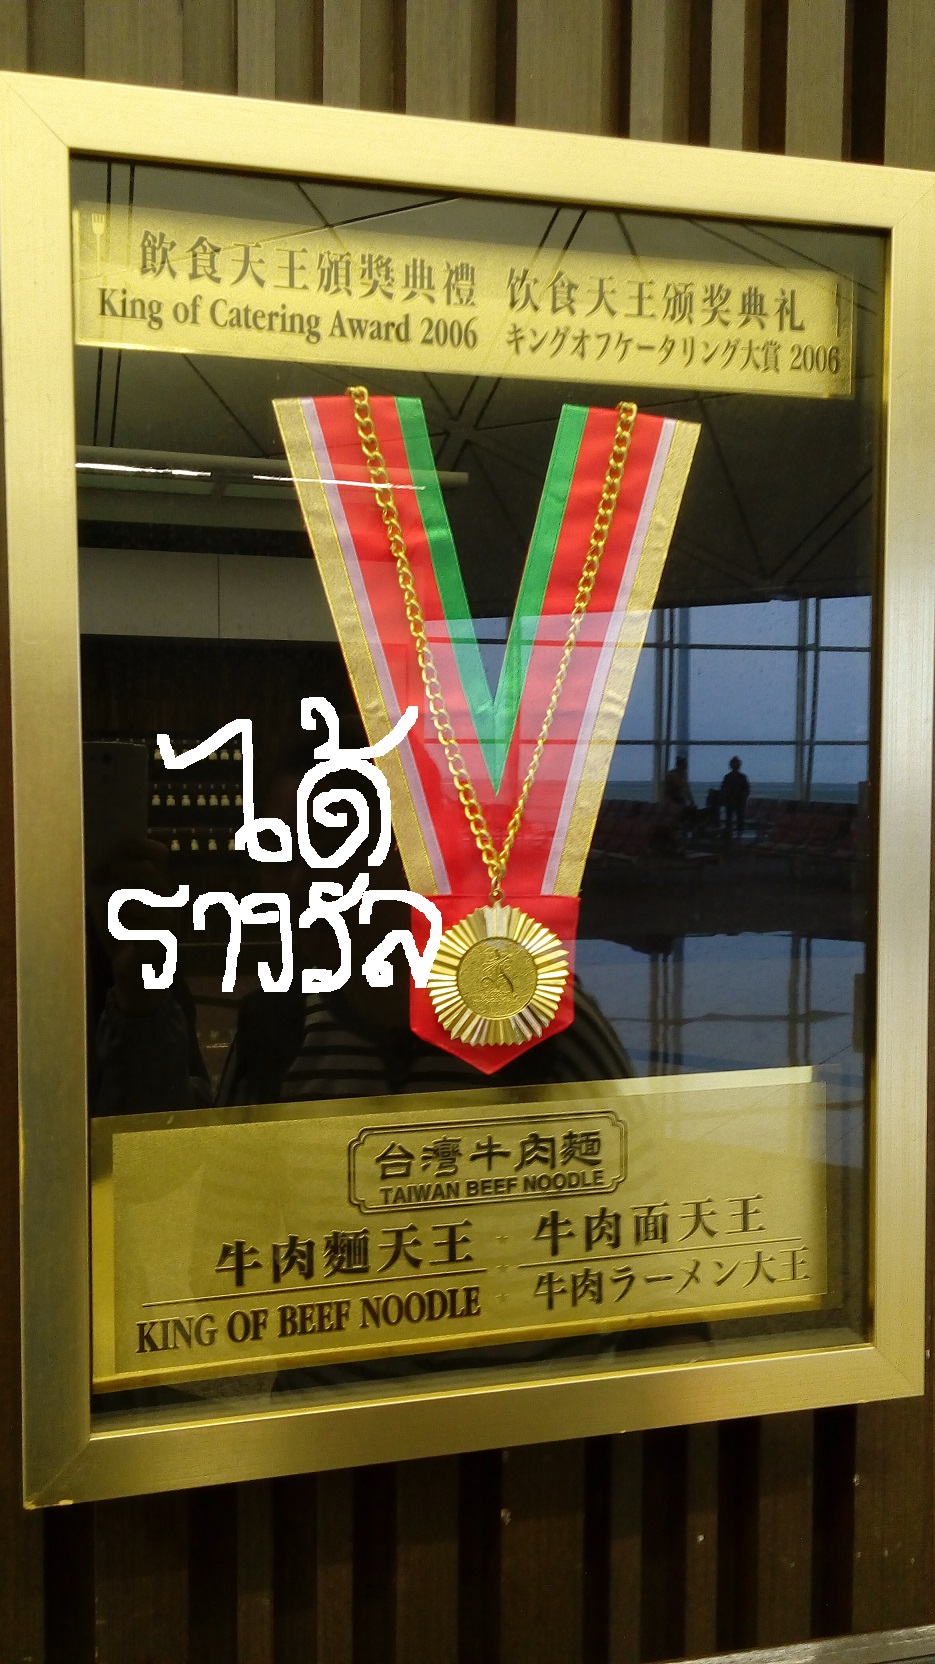 飲食天王頒獎典禮 饮食天王颁奖典礼
King of Catering Award 2006 キングオフケータリング大賞 2006
ได้
รางวัล
台灣牛肉麵
TAIWAN BEEF NOODLE
牛肉麵天王 牛肉面天王
KING OF BEEF NOODLE 牛肉ラーメン大王